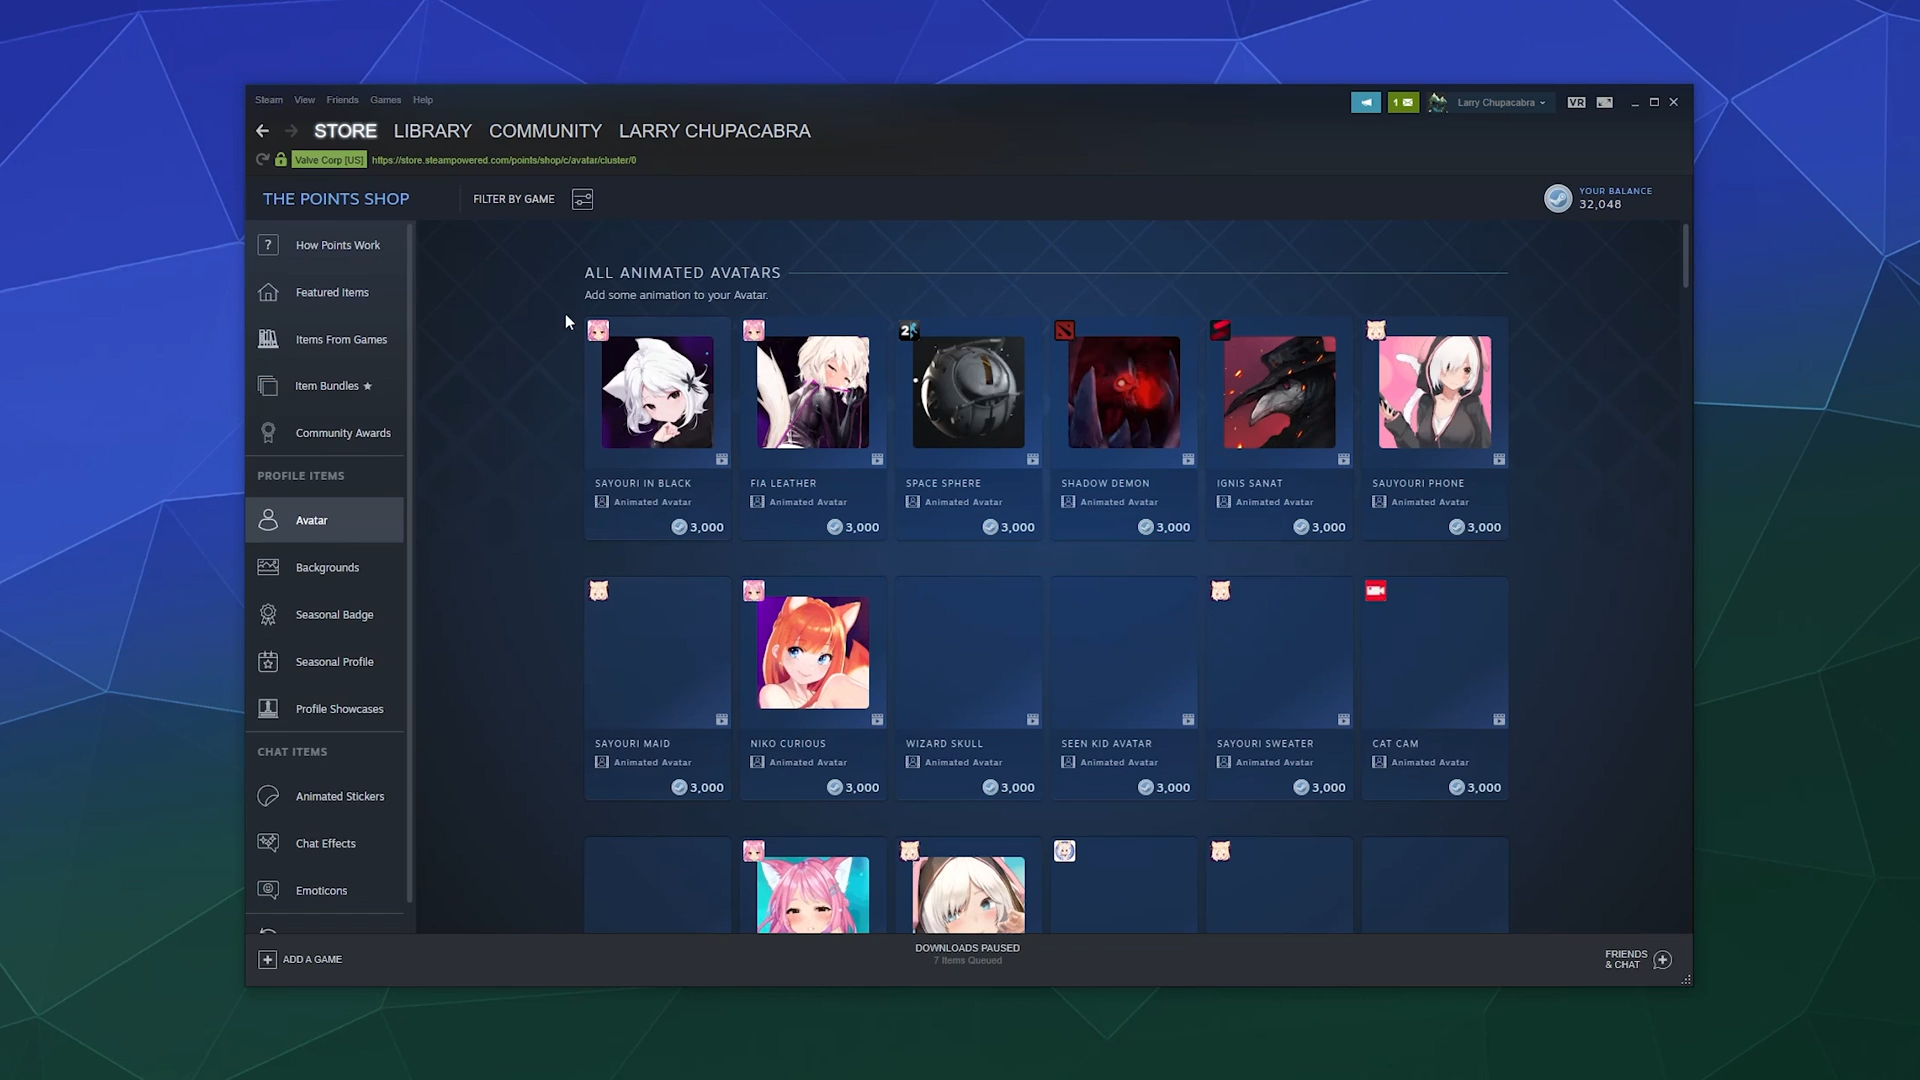 Steam View Friends Games Help
1
Larry Chupacabra
VR
STORE LIBRARY COMMUNITY LARRY CHUPACABRA
Valve Corp [US] https://store.steampowered.com/points/shop/c/avatar/cluster/0
THE POINTS SHOP
FILTER BY GAME
YOUR BALANCE
32,048
? How Points Work
Featured Items
Items From Games
Item Bundles
Community Awards
PROFILE ITEMS
Avatar
Backgrounds
Seasonal Badge
Seasonal Profile
Profile Showcases
CHAT ITEMS
Animated Stickers
Chat Effects
Emoticons
ALL ANIMATED AVATARS
Add some animation to your Avatar.
2
SAYOURI IN BLACK
Animated Avatar
3,000
FIA LEATHER
Animated Avatar
3,000
SPACE SPHERE
Animated Avatar
3,000
SHADOW DEMON
Animated Avatar
3,000
IGNIS SANAT
Animated Avatar
3,000
SAUYOURI PHONE
Animated Avatar
3,000
SAYOURI MAID
Animated Avatar
3,000
NIKO CURIOUS
Animated Avatar
3,000
WIZARD SKULL
Animated Avatar
3,000
SEEN KID AVATAR
Animated Avatar
3,000
SAYOURI SWEATER
Animated Avatar
3,000
CAT CAM
Animated Avatar
3,000
ADD A GAME
DOWNLOADS PAUSED
7 Items Queued
FRIENDS
& CHAT